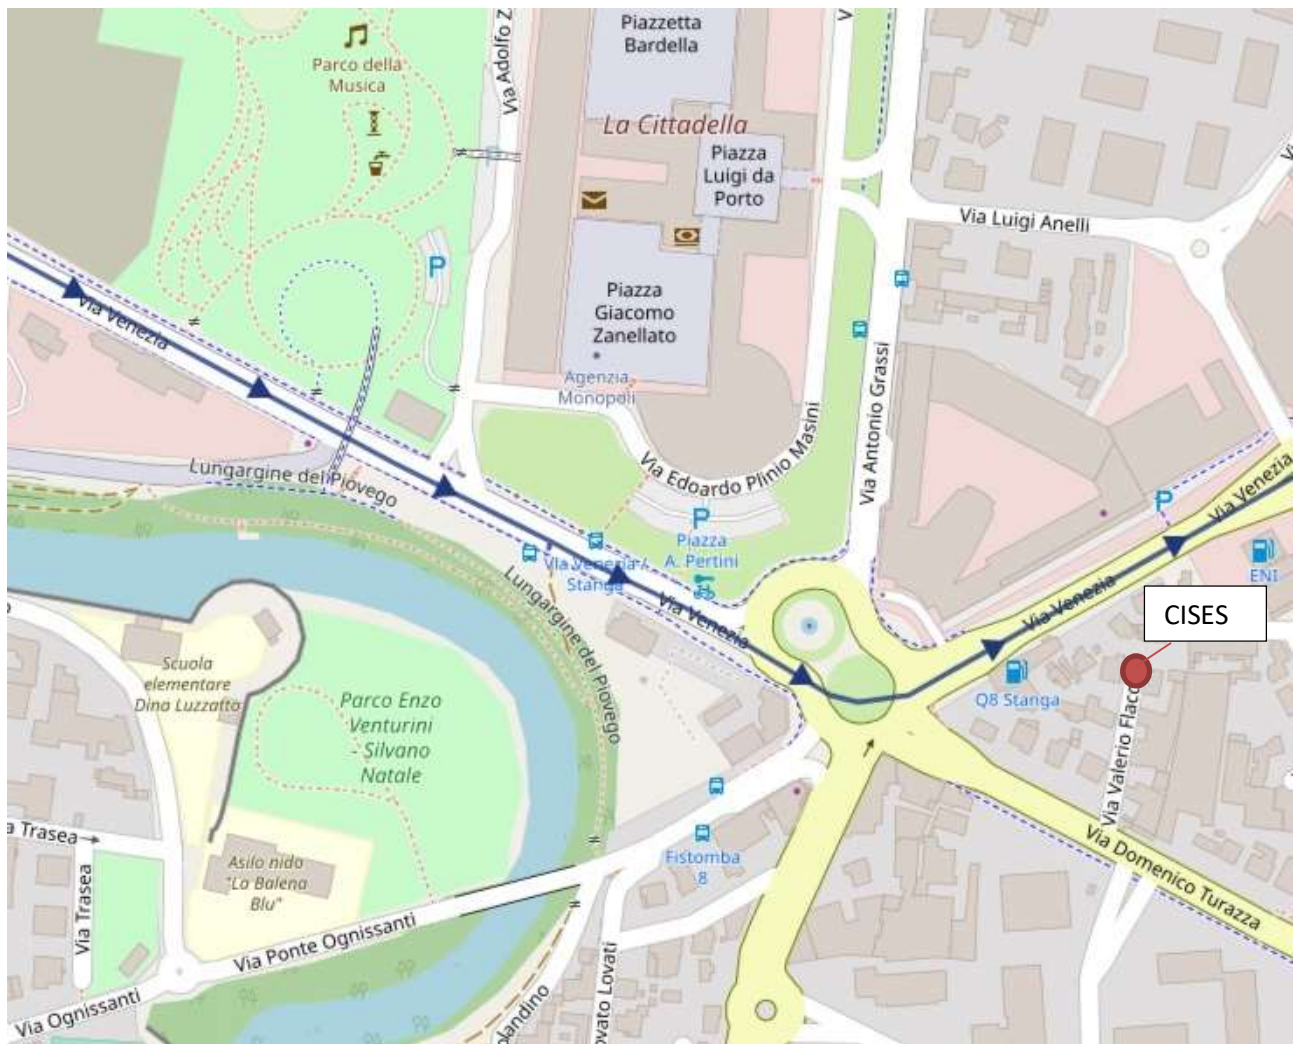 Piazzetta
Bardella
Via Adolfo Z
V
Parco della
Musica
La Cittadella
Piazza
Luigi da
Porto
Via Luigi Anelli
P
Piazza
Giacomo
Zanellato
Via Venezia
Agenzia
Monopoli
Via Antonio Grassi
Via Edoardo Plinio Masini
Lungargine del Piovego
P
Piazza
A. Pertini
P
Via Venezia
ENI
Via Venezia /
Stanga
Lungargine del Piovego
Via Venezia
Via Venezia
CISES
Scuola
elementare
Dina Luzzatto
Parco Enzo
Venturini
- Silvano
Natale
Q8 Stanga
Via Valerio Flacco
a Trasea
Via Trasea
Asilo nido
"La Balena
Blu"
Fistomba
8
Via Domenico Turazza
Via Ponte Ognissanti
Via Ognissanti
olandino
ovato Lovati